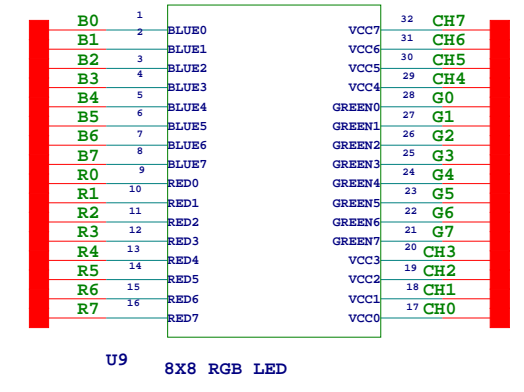 B0 1 BLUE0 VCC7 32 CH7
B1 2 BLUE1 VCC6 31 CH6
B2 3 BLUE2 VCC5 30 CH5
B3 4 BLUE3 VCC4 29 CH4
B4 5 BLUE4 GREEN0 28 G0
B5 6 BLUE5 GREEN1 27 G1
B6 7 BLUE6 GREEN2 26 G2
B7 8 BLUE7 GREEN3 25 G3
R0 9 RED0 GREEN4 24 G4
R1 10 RED1 GREEN5 23 G5
R2 11 RED2 GREEN6 22 G6
R3 12 RED3 GREEN7 21 G7
R4 13 RED4 VCC3 20 CH3
R5 14 RED5 VCC2 19 CH2
R6 15 RED6 VCC1 18 CH1
R7 16 RED7 VCC0 17 CH0
U9 8X8 RGB LED